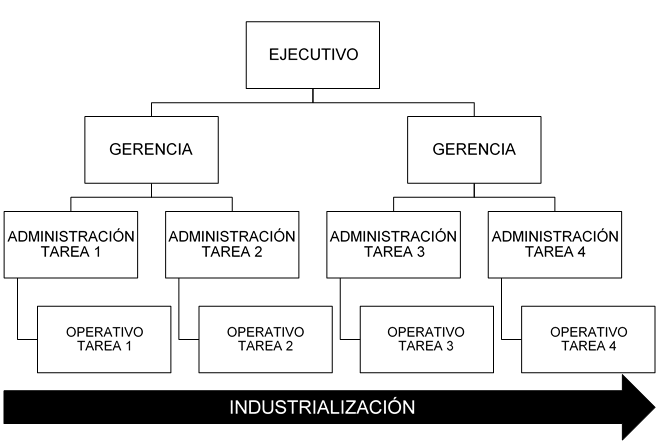 EJECUTIVO
GERENCIA
GERENCIA
ADMINISTRACIÓN
TAREA 1
ADMINISTRACIÓN
TAREA 2
ADMINISTRACIÓN
TAREA 3
ADMINISTRACIÓN
TAREA 4
OPERATIVO
TAREA 1
OPERATIVO
TAREA 2
OPERATIVO
TAREA 3
OPERATIVO
TAREA 4
INDUSTRIALIZACIÓN